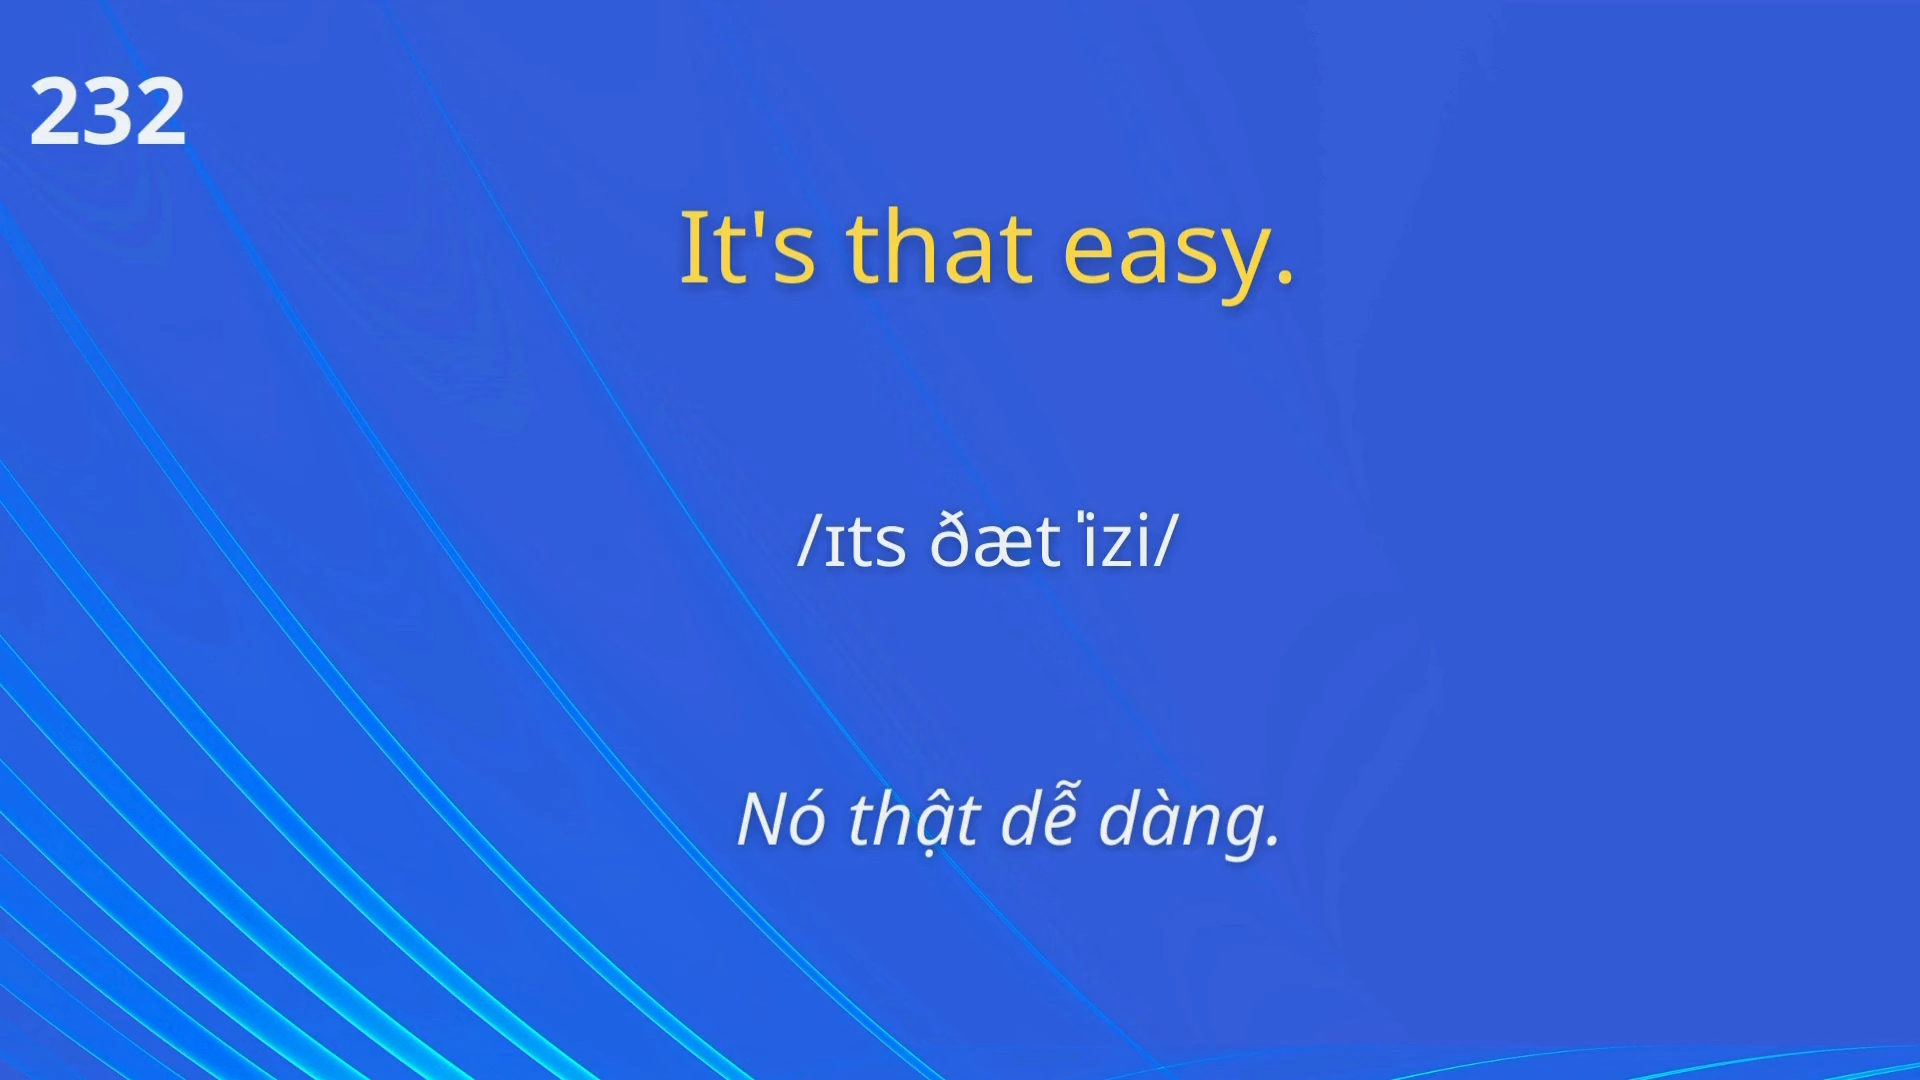 232
It's that easy.
/ɪts ðæt ˈizi/
Nó thật dễ dàng.